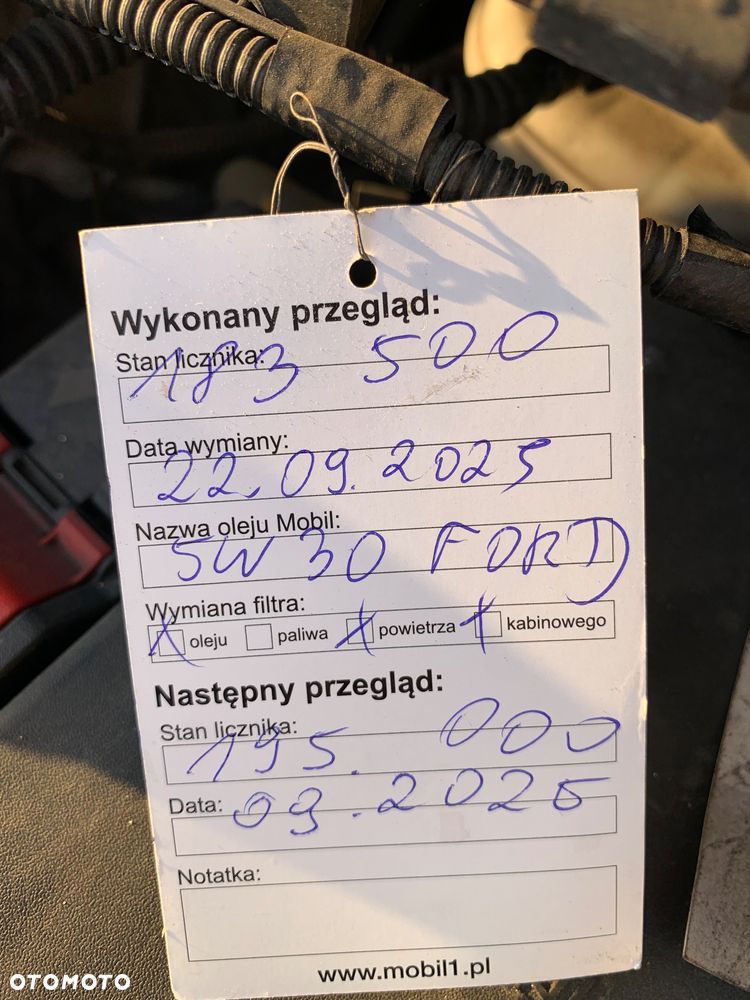 Wykonany przegląd:
Stan licznika:
183 500
Data wymiany:
22.09.2025
Nazwa oleju Mobil:
5W30 FORD
Wymiana filtra:
X oleju paliwa X powietrza X kabinowego
Następny przegląd:
Stan licznika:
195.000
Data: 09.2026
Notatka:
www.mobil1.pl
OTOMOTO